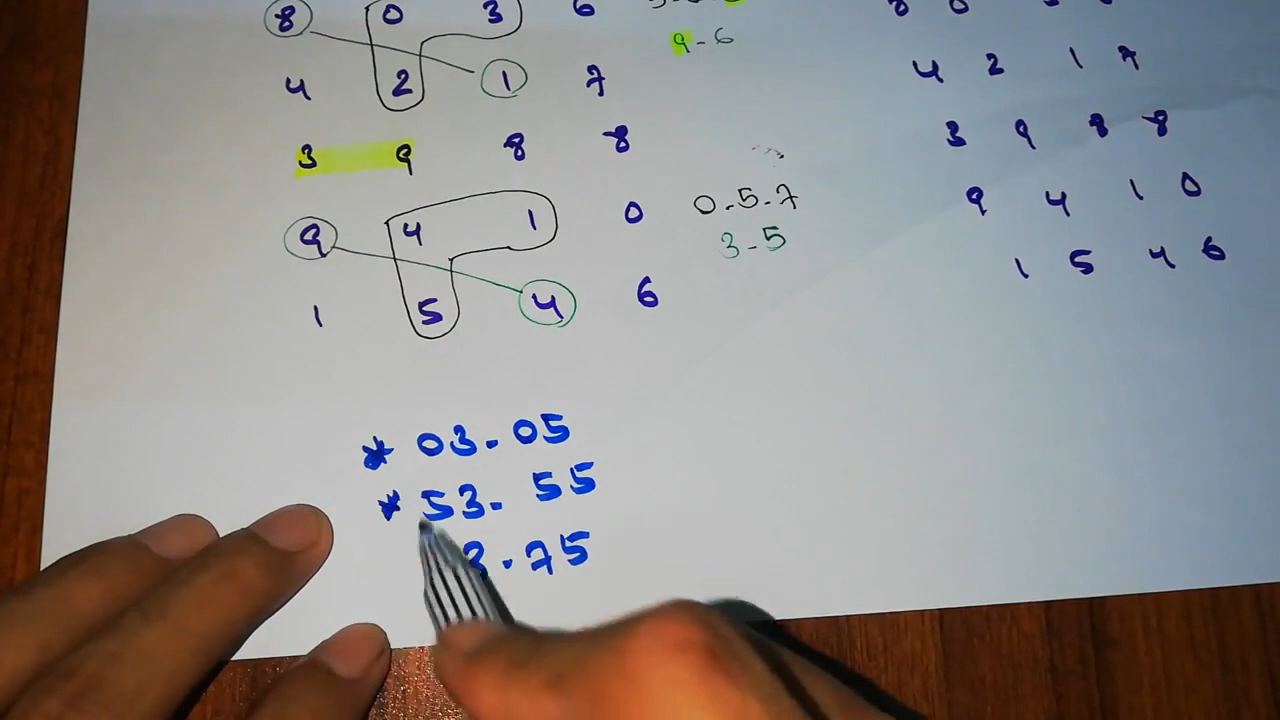 8 0 3 6
9-6
4 2 1 7
3 9 8 8
9 4 1 0
0.5.7
3-5
1 5 4 6
4 2 1 7
3 9 8 8
9 4 1 0
1 5 4 6
* 03.05
* 53. 55
3.75